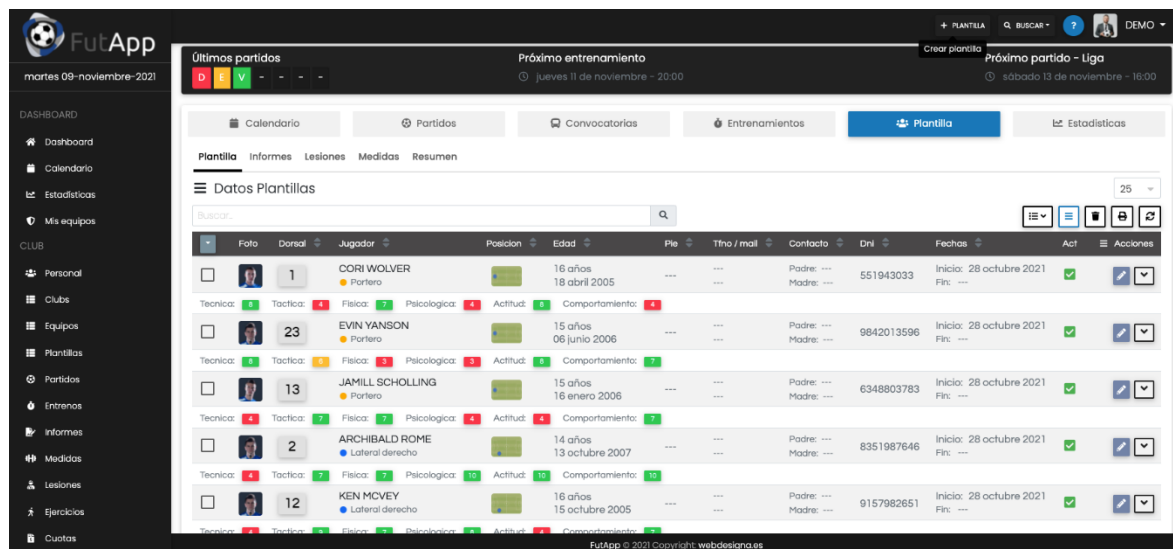 FutApp
+ PLANTILLA BUSCAR ? DEMO
Crear plantilla
martes 09-noviembre-2021
Últimos partidos Próximo entrenamiento Próximo partido - Liga
D E V - - - - jueves 11 de noviembre - 20:00 sábado 13 de noviembre - 16:00
DASHBOARD
Dashboard
Calendario
Estadísticas
Mis equipos
CLUB
Personal
Clubs
Equipos
Plantillas
Partidos
Entrenos
Informes
Medidas
Lesiones
Ejercicios
Cuotas
Calendario Partidos Convocatorias Entrenamientos Plantilla Estadisticas
Plantilla Informes Lesiones Medidas Resumen
Datos Plantillas 25
Buscar..
Foto Dorsal Jugador Posicion Edad Pie Tfno / mail Contacto Dni Fechas Act Acciones
1 CORI WOLVER 16 años --- --- Padre: --- 551943033 Inicio: 28 octubre 2021
Portero 18 abril 2005 --- Madre: --- Fin: ---
Tecnica: 8 Tactica: 4 Fisica: 7 Psicologica: 4 Actitud: 8 Comportamiento: 4
23 EVIN YANSON 15 años --- --- Padre: --- 9842013596 Inicio: 28 octubre 2021
Portero 06 junio 2006 --- Madre: --- Fin: ---
Tecnica: 8 Tactica: Fisica: 3 Psicologica: 3 Actitud: 8 Comportamiento: 7
13 JAMILL SCHOLLING 15 años --- --- Padre: --- 6348803783 Inicio: 28 octubre 2021
Portero 16 enero 2006 --- Madre: --- Fin: ---
Tecnica: 4 Tactica: 7 Fisica: 7 Psicologica: 4 Actitud: 4 Comportamiento: 7
2 ARCHIBALD ROME 14 años --- --- Padre: --- 8351987646 Inicio: 28 octubre 2021
Lateral derecho 13 octubre 2007 --- Madre: --- Fin: ---
Tecnica: 4 Tactica: 7 Fisica: 7 Psicologica: 10 Actitud: 10 Comportamiento: 10
12 KEN MCVEY 16 años --- --- Padre: --- 9157982651 Inicio: 28 octubre 2021
Lateral derecho 15 octubre 2005 --- Madre: --- Fin: ---
Tecnica: Tactica: Fisica: Psicologica: Actitud: Comportamiento:
FutApp © 2021 Copyright: webdesigna.es